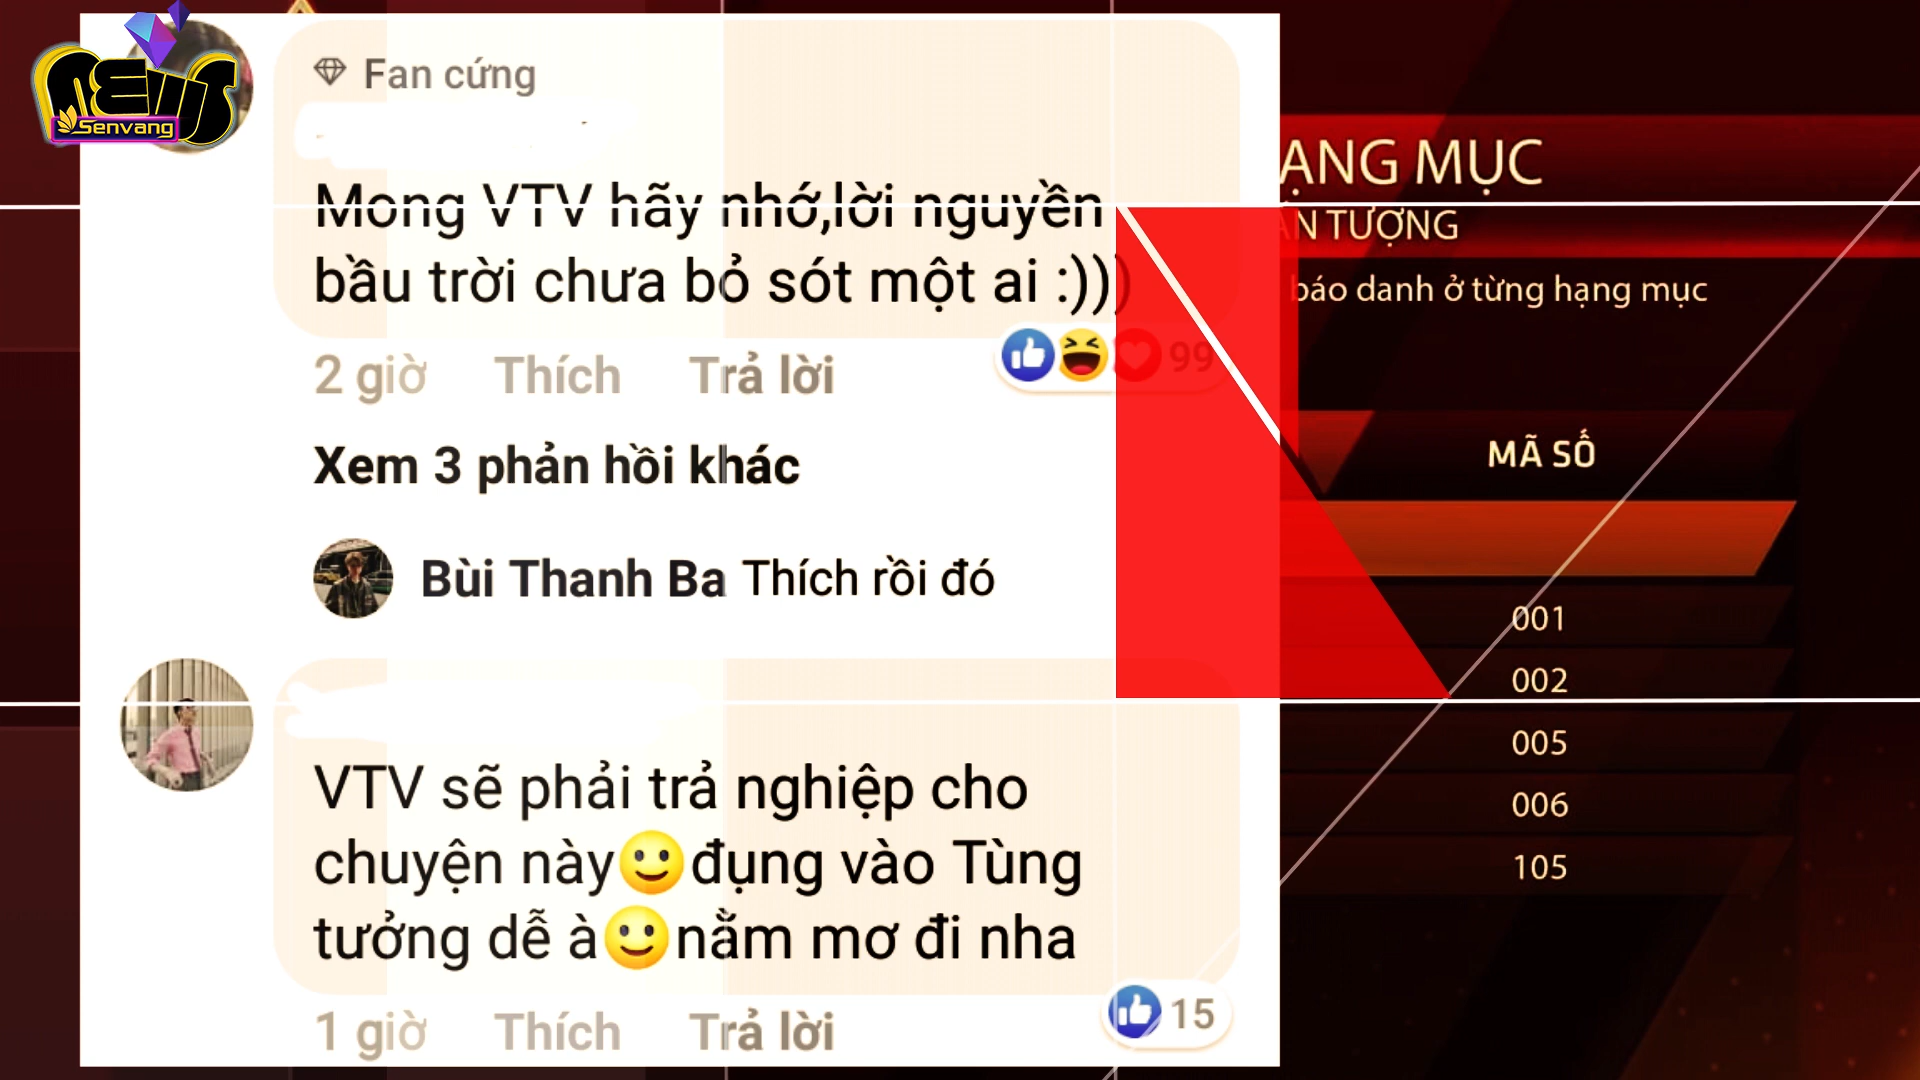 NEWS
Senvang
Fan cứng
Mong VTV hãy nhớ,lời nguyền
bầu trời chưa bỏ sót một ai :)))
2 giờ Thích Trả lời
99
Xem 3 phản hồi khác
Bùi Thanh Ba Thích rồi đó
VTV sẽ phải trả nghiệp cho
chuyện này🙂đụng vào Tùng
tưởng dễ à🙂nằm mơ đi nha
1 giờ Thích Trả lời
15
ẠNG MỤC
ẤN TƯỢNG
báo danh ở từng hạng mục
MÃ SỐ
001
002
005
006
105